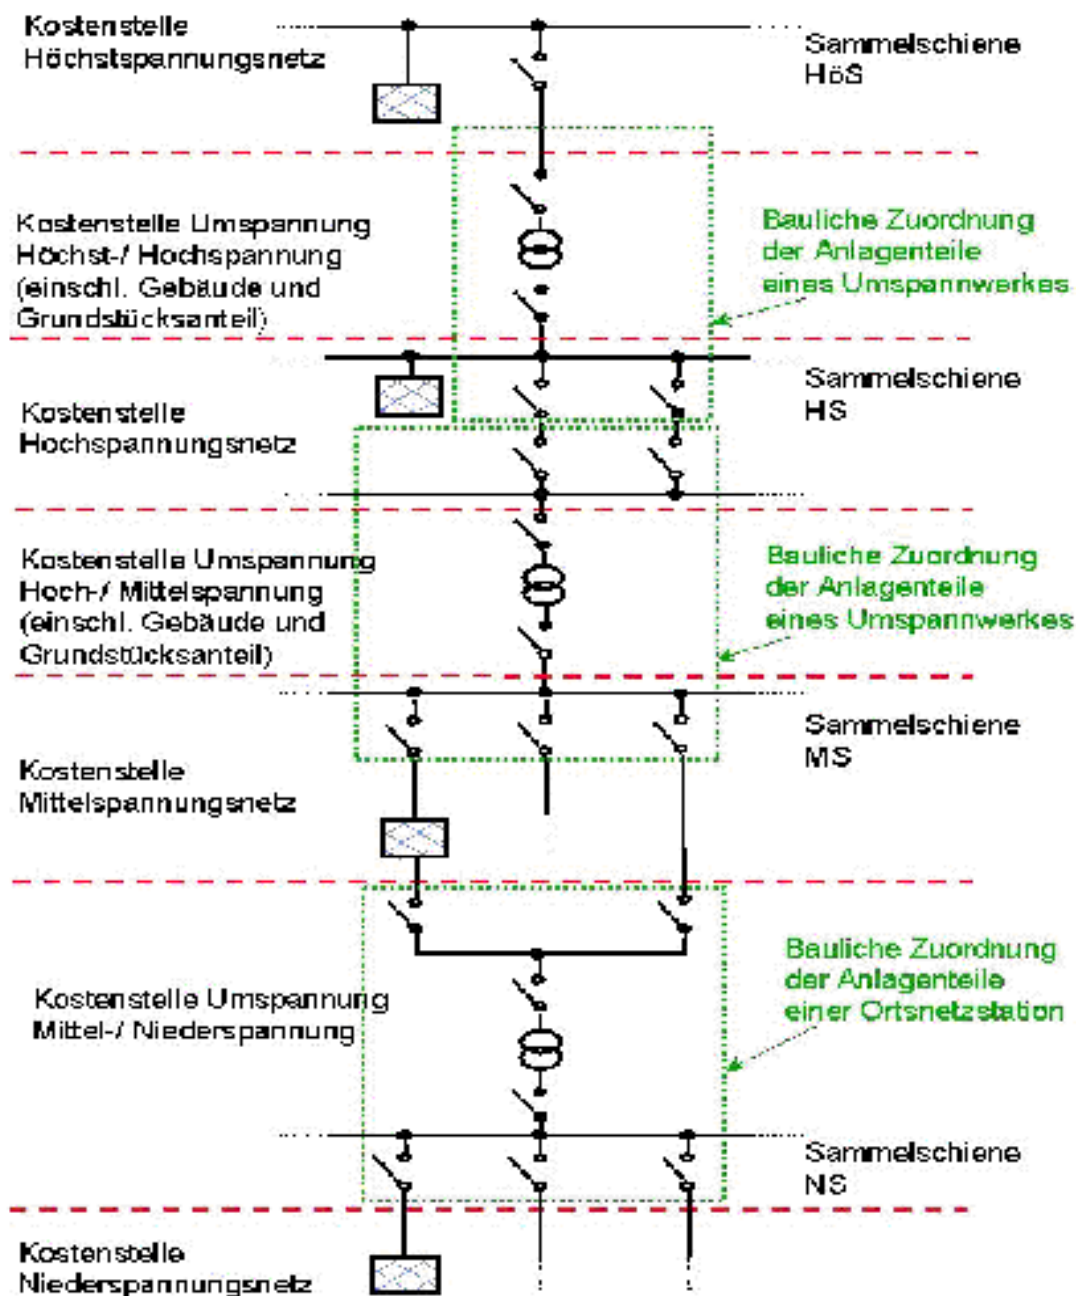 Kostenstelle
Höchstspannungsnetz
Sammelschiene
HöS
Kostenstelle Umspannung
Höchst-/ Hochspannung
(einschl. Gebäude und
Grundstücksanteil)
Bauliche Zuordnung
der Anlagenteile
eines Umspannwerkes
Sammelschiene
HS
Kostenstelle
Hochspannungsnetz
Kostenstelle Umspannung
Hoch-/ Mittelspannung
(einschl. Gebäude und
Grundstücksanteil)
Bauliche Zuordnung
der Anlagenteile
eines Umspannwerkes
Sammelschiene
MS
Kostenstelle
Mittelspannungsnetz
Bauliche Zuordnung
der Anlagenteile
einer Ortsnetzstation
Kostenstelle Umspannung
Mittel-/ Niederspannung
Sammelschiene
NS
Kostenstelle
Niederspannungsnetz